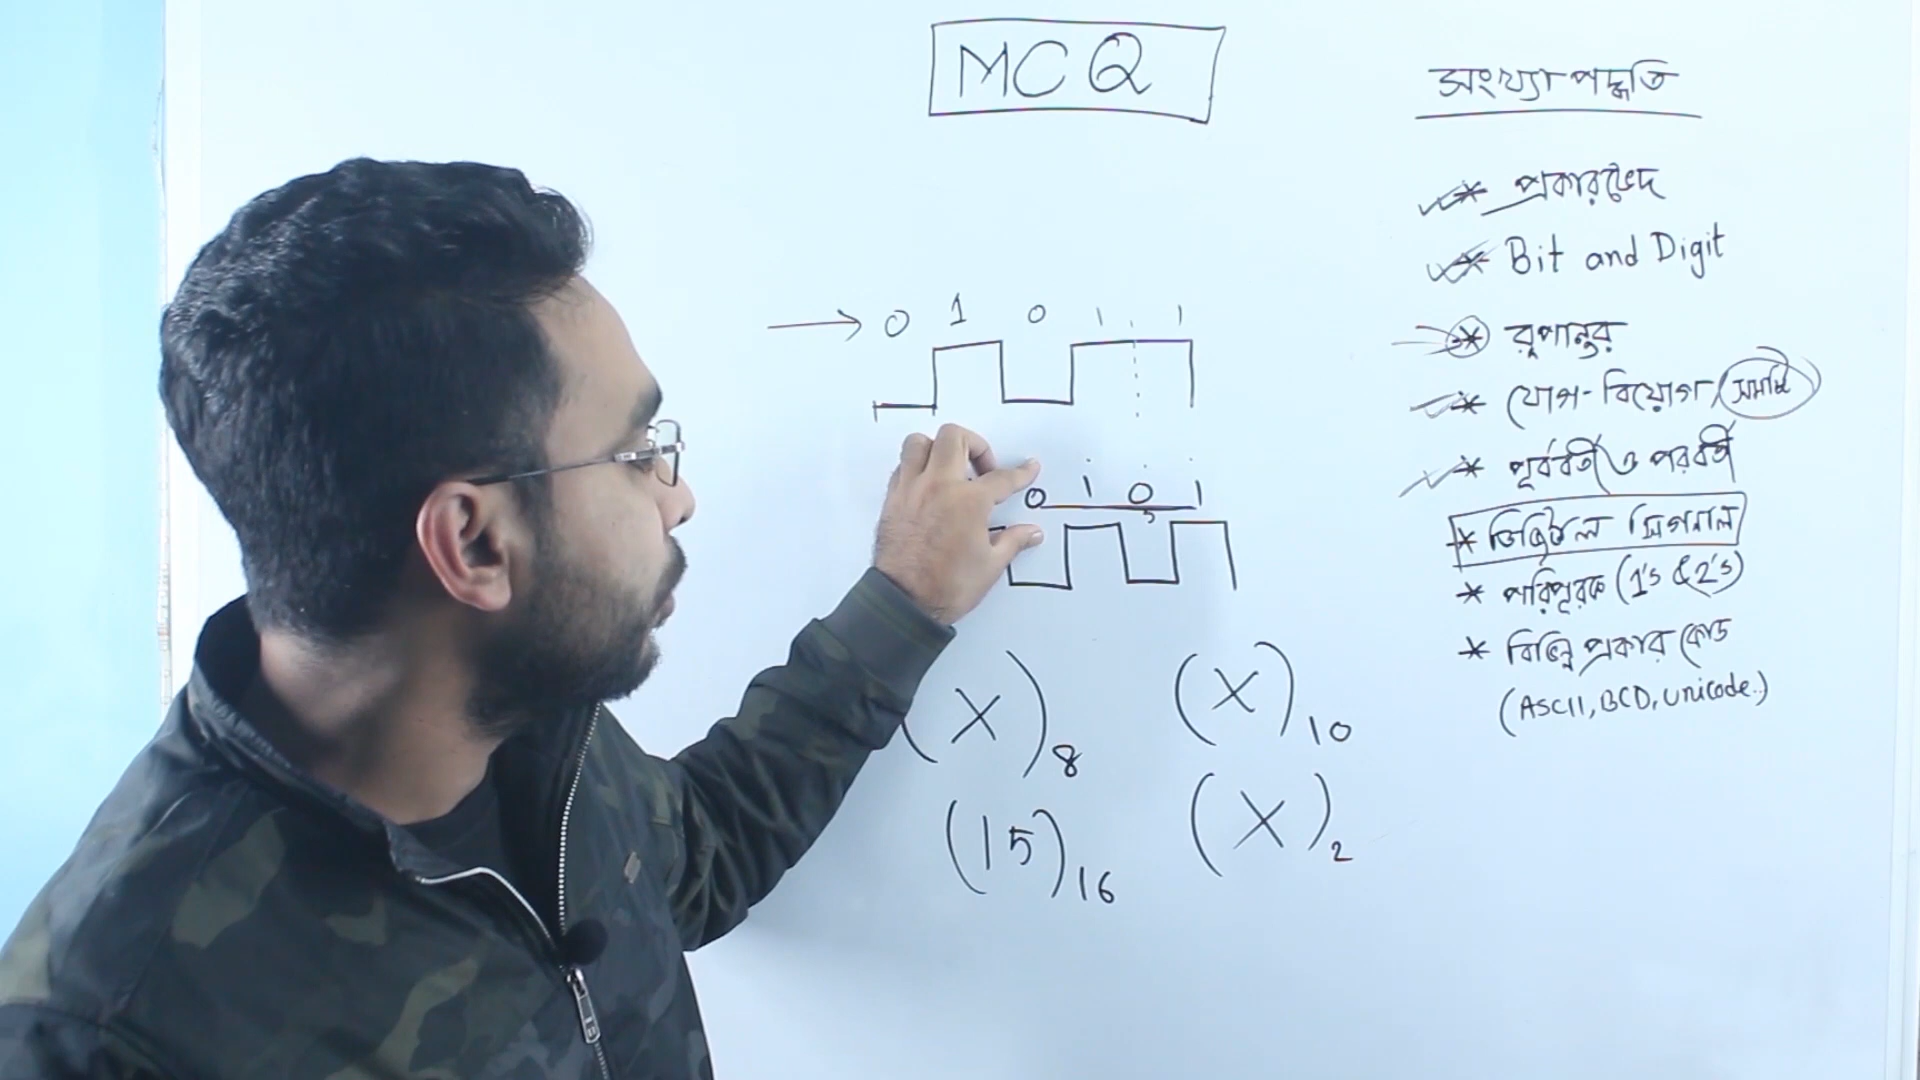 MCQ
0 1 0 1 1
0 1 0 1
5
(X)8 (X)10
(15)16 (X)2
সংখ্যা পদ্ধতি
* প্রকারভেদ
* Bit and Digit
* রূপান্তর
* যোগ-বিয়োগ,
* পূর্ববর্তী ও পরবর্তী
* ডিজিটাল সিগনাল
* পরিপূরক (1's & 2's)
* বিভিন্ন প্রকার কোড
(ASCII, BCD, Unicode.)